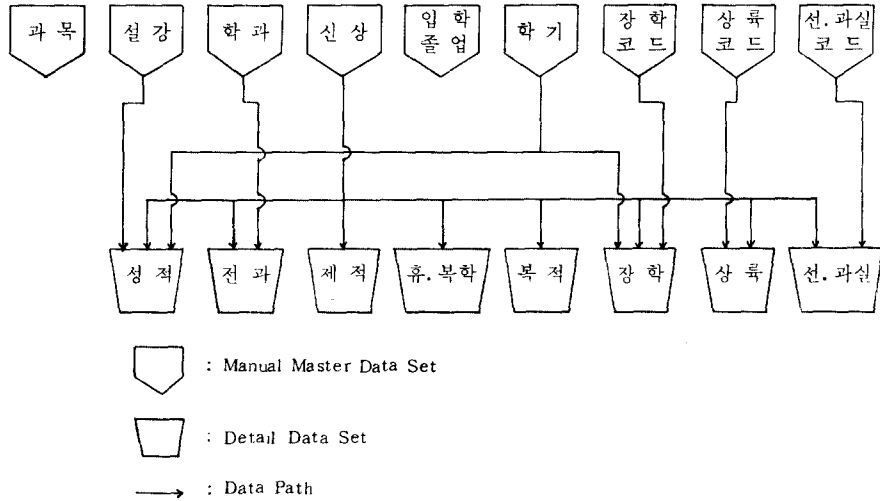 과 목
설 강
학 과
신 상
입 학
졸 업
학 기
장 학
코 드
상 륙
코 드
선. 과실
코 드
성 적
전 과
제 적
휴. 복학
복 적
장 학
상 륙
선. 과실
: Manual Master Data Set
: Detail Data Set
: Data Path